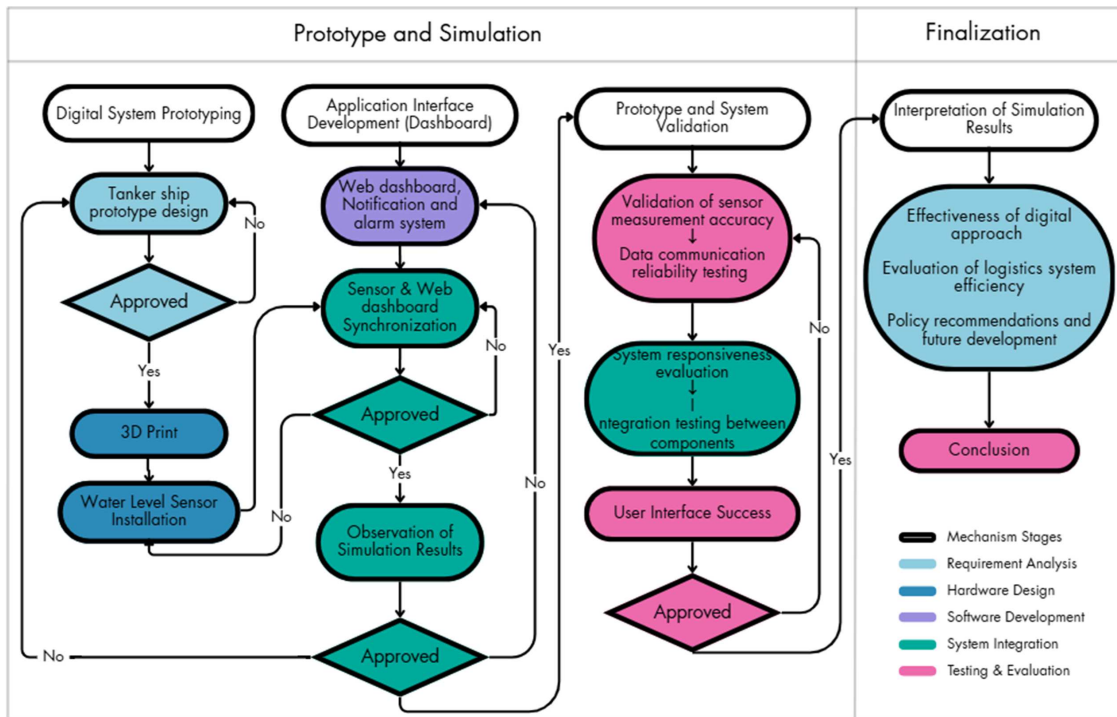 Prototype and Simulation
Finalization
Digital System Prototyping
Tanker ship
prototype design
No
Approved
Yes
3D Print
Water Level Sensor
Installation
No
Application Interface
Development (Dashboard)
Web dashboard,
Notification and
alarm system
Sensor & Web
dashboard
Synchronization
No
Approved
No
Yes
No
Observation of
Simulation Results
Approved
Yes
Prototype and System
Validation
Validation of sensor
measurement accuracy
Data communication
reliability testing
No
System responsiveness
evaluation
I
ntegration testing between
components
User Interface Success
Approved
Yes
Interpretation of Simulation
Results
Effectiveness of digital
approach
Evaluation of logistics system
efficiency
Policy recommendations and
future development
Conclusion
Mechanism Stages
Requirement Analysis
Hardware Design
Software Development
System Integration
Testing & Evaluation